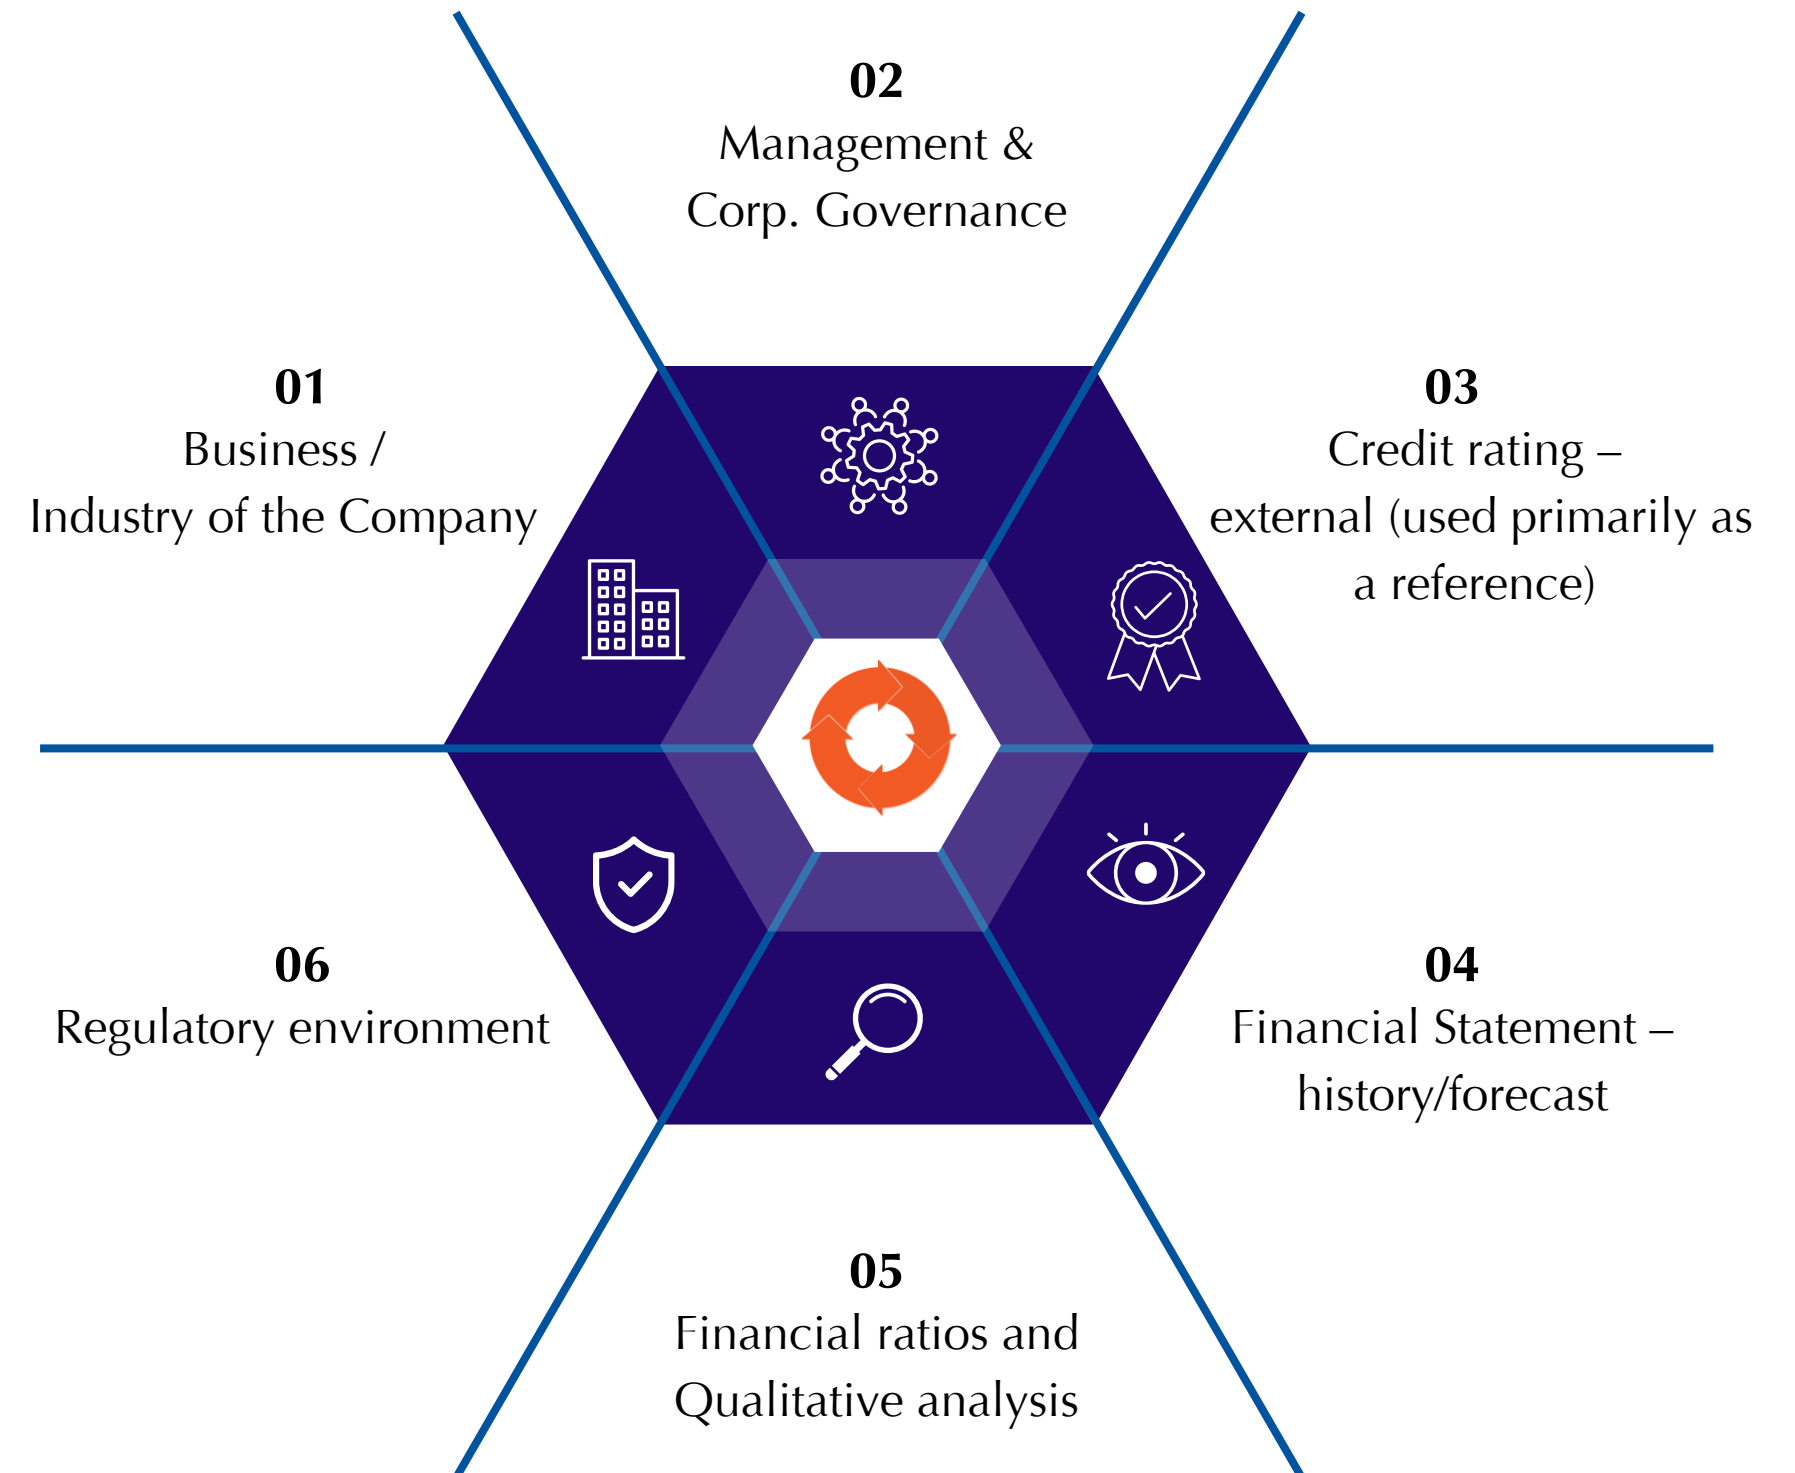 01
Business /
Industry of the Company
02
Management &
Corp. Governance
03
Credit rating –
external (used primarily as
a reference)
04
Financial Statement –
history/forecast
05
Financial ratios and
Qualitative analysis
06
Regulatory environment